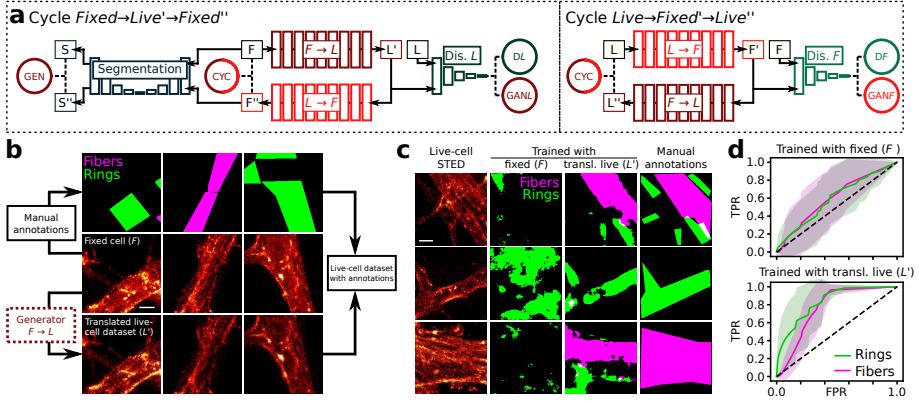 a Cycle Fixed→Live'→Fixed''
Cycle Live→Fixed'→Live''
S
F
F → L
L'
L
Dis. L
DL
GEN
Segmentation
CYC
GANL
S''
F''
L → F
L
L → F
F'
F
Dis. F
DF
CYC
GANF
L''
F → L
b
Fibers
Rings
Manual
annotations
Fixed cell (F)
Generator
F → L
Translated live-
cell dataset (L')
Live-cell dataset
with annotations
c
Live-cell
STED
Trained with
fixed (F)
transl. live (L')
Manual
annotations
Fibers
Rings
d
Trained with fixed (F )
TPR
1.0
0.8
0.6
0.4
0.2
0.0
Trained with transl. live (L')
TPR
1.0
0.8
0.6
0.4
0.2
0.0
Rings
Fibers
0.0
FPR
1.0